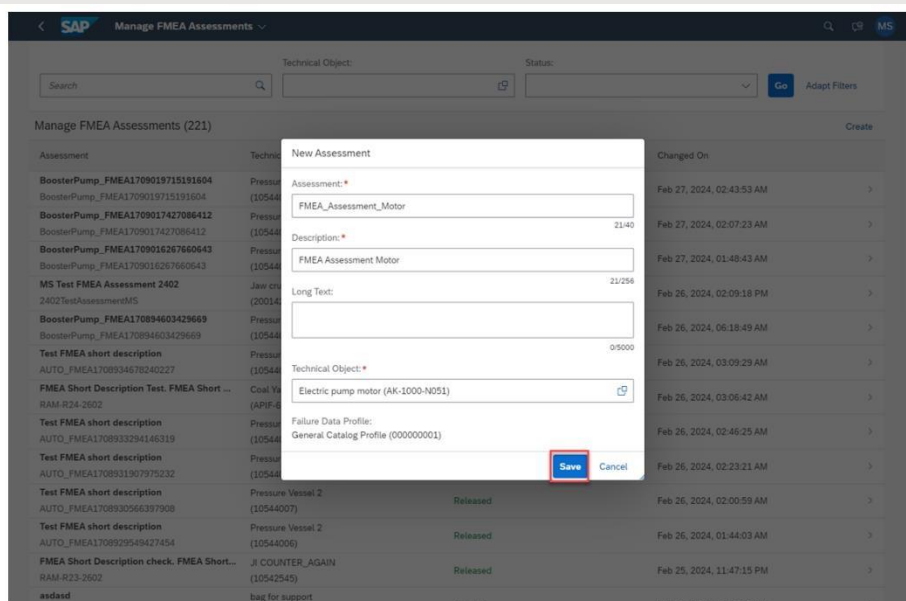 SAP Manage FMEA Assessments
MS
Technical Object:
Status:
Search
Go
Adapt Filters
Manage FMEA Assessments (221)
Create
Assessment
Technic
Changed On
New Assessment
Assessment:*
FMEA_Assessment_Motor
21/40
Description:*
FMEA Assessment Motor
21/256
Long Text:
0/5000
Technical Object:*
Electric pump motor (AK-1000-N051)
Failure Data Profile:
General Catalog Profile (000000001)
Save
Cancel
BoosterPump_FMEA1709019715191604
Pressur
Feb 27, 2024, 02:43:53 AM
BoosterPump_FMEA1709019715191604
(10544
BoosterPump_FMEA1709017427086412
Pressur
Feb 27, 2024, 02:07:23 AM
BoosterPump_FMEA1709017427086412
(10544
BoosterPump_FMEA1709016267660643
Pressur
Feb 27, 2024, 01:48:43 AM
BoosterPump_FMEA1709016267660643
(10544
MS Test FMEA Assessment 2402
Jaw cru
Feb 26, 2024, 02:09:18 PM
2402TestAssessmentMS
(20014
BoosterPump_FMEA170894603429669
Pressur
Feb 26, 2024, 06:18:49 AM
BoosterPump_FMEA170894603429669
(10544
Test FMEA short description
Pressur
Feb 26, 2024, 03:09:29 AM
AUTO_FMEA1708934678240227
(10544
FMEA Short Description Test. FMEA Short ...
Coal Ya
Feb 26, 2024, 03:06:42 AM
RAM-R24-2602
(APIF-6
Test FMEA short description
Pressur
Feb 26, 2024, 02:46:25 AM
AUTO_FMEA1708933294146319
(10544
Test FMEA short description
Pressur
Feb 26, 2024, 02:23:21 AM
AUTO_FMEA1708931907975232
(10544
Test FMEA short description
Pressure Vessel 2
Released
Feb 26, 2024, 02:00:59 AM
AUTO_FMEA1708930566397908
(10544007)
Test FMEA short description
Pressure Vessel 2
Released
Feb 26, 2024, 01:44:03 AM
AUTO_FMEA1708929549427454
(10544006)
FMEA Short Description check. FMEA Short...
JI COUNTER_AGAIN
Released
Feb 25, 2024, 11:47:15 PM
RAM-R23-2602
(10542545)
asdasd
bag for support